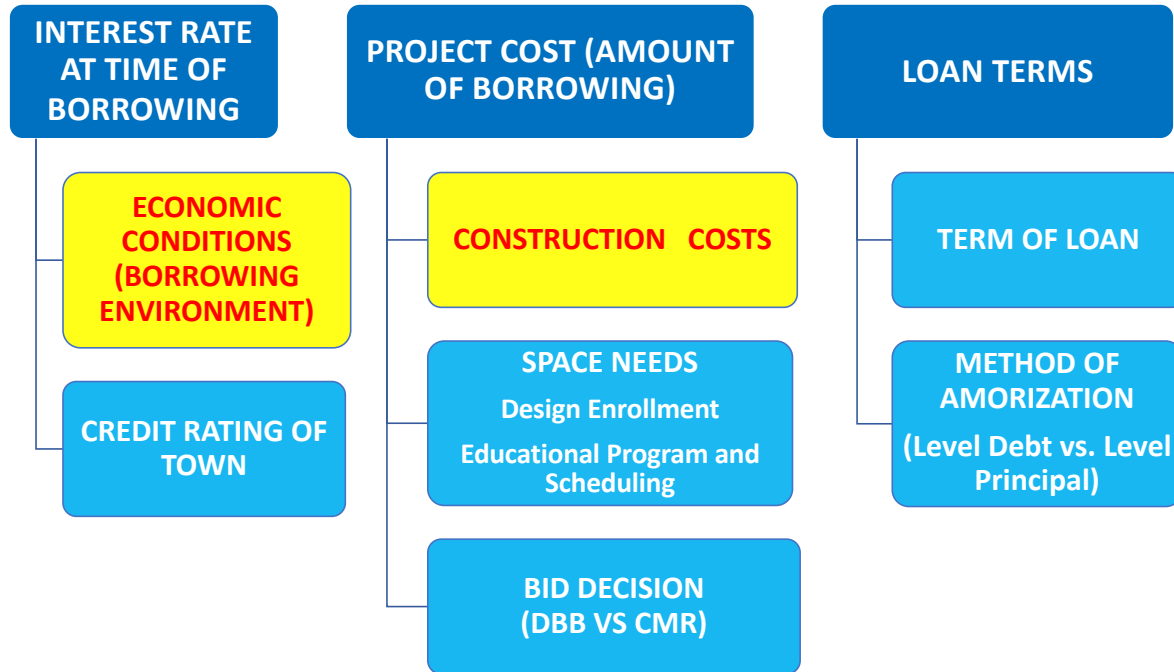 INTEREST RATE
AT TIME OF
BORROWING
ECONOMIC
CONDITIONS
(BORROWING
ENVIRONMENT)
CREDIT RATING OF
TOWN
PROJECT COST (AMOUNT
OF BORROWING)
CONSTRUCTION COSTS
SPACE NEEDS
Design Enrollment
Educational Program and
Scheduling
BID DECISION
(DBB VS CMR)
LOAN TERMS
TERM OF LOAN
METHOD OF
AMORIZATION
(Level Debt vs. Level
Principal)